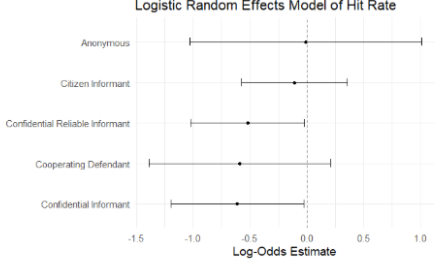 Logistic Random Effects Model of Hit Rate
Anonymous
Citizen Informant
Confidential Reliable Informant
Cooperating Defendant
Confidential Informant
-1.5 -1.0 -0.5 0.0 0.5 1.0
Log-Odds Estimate